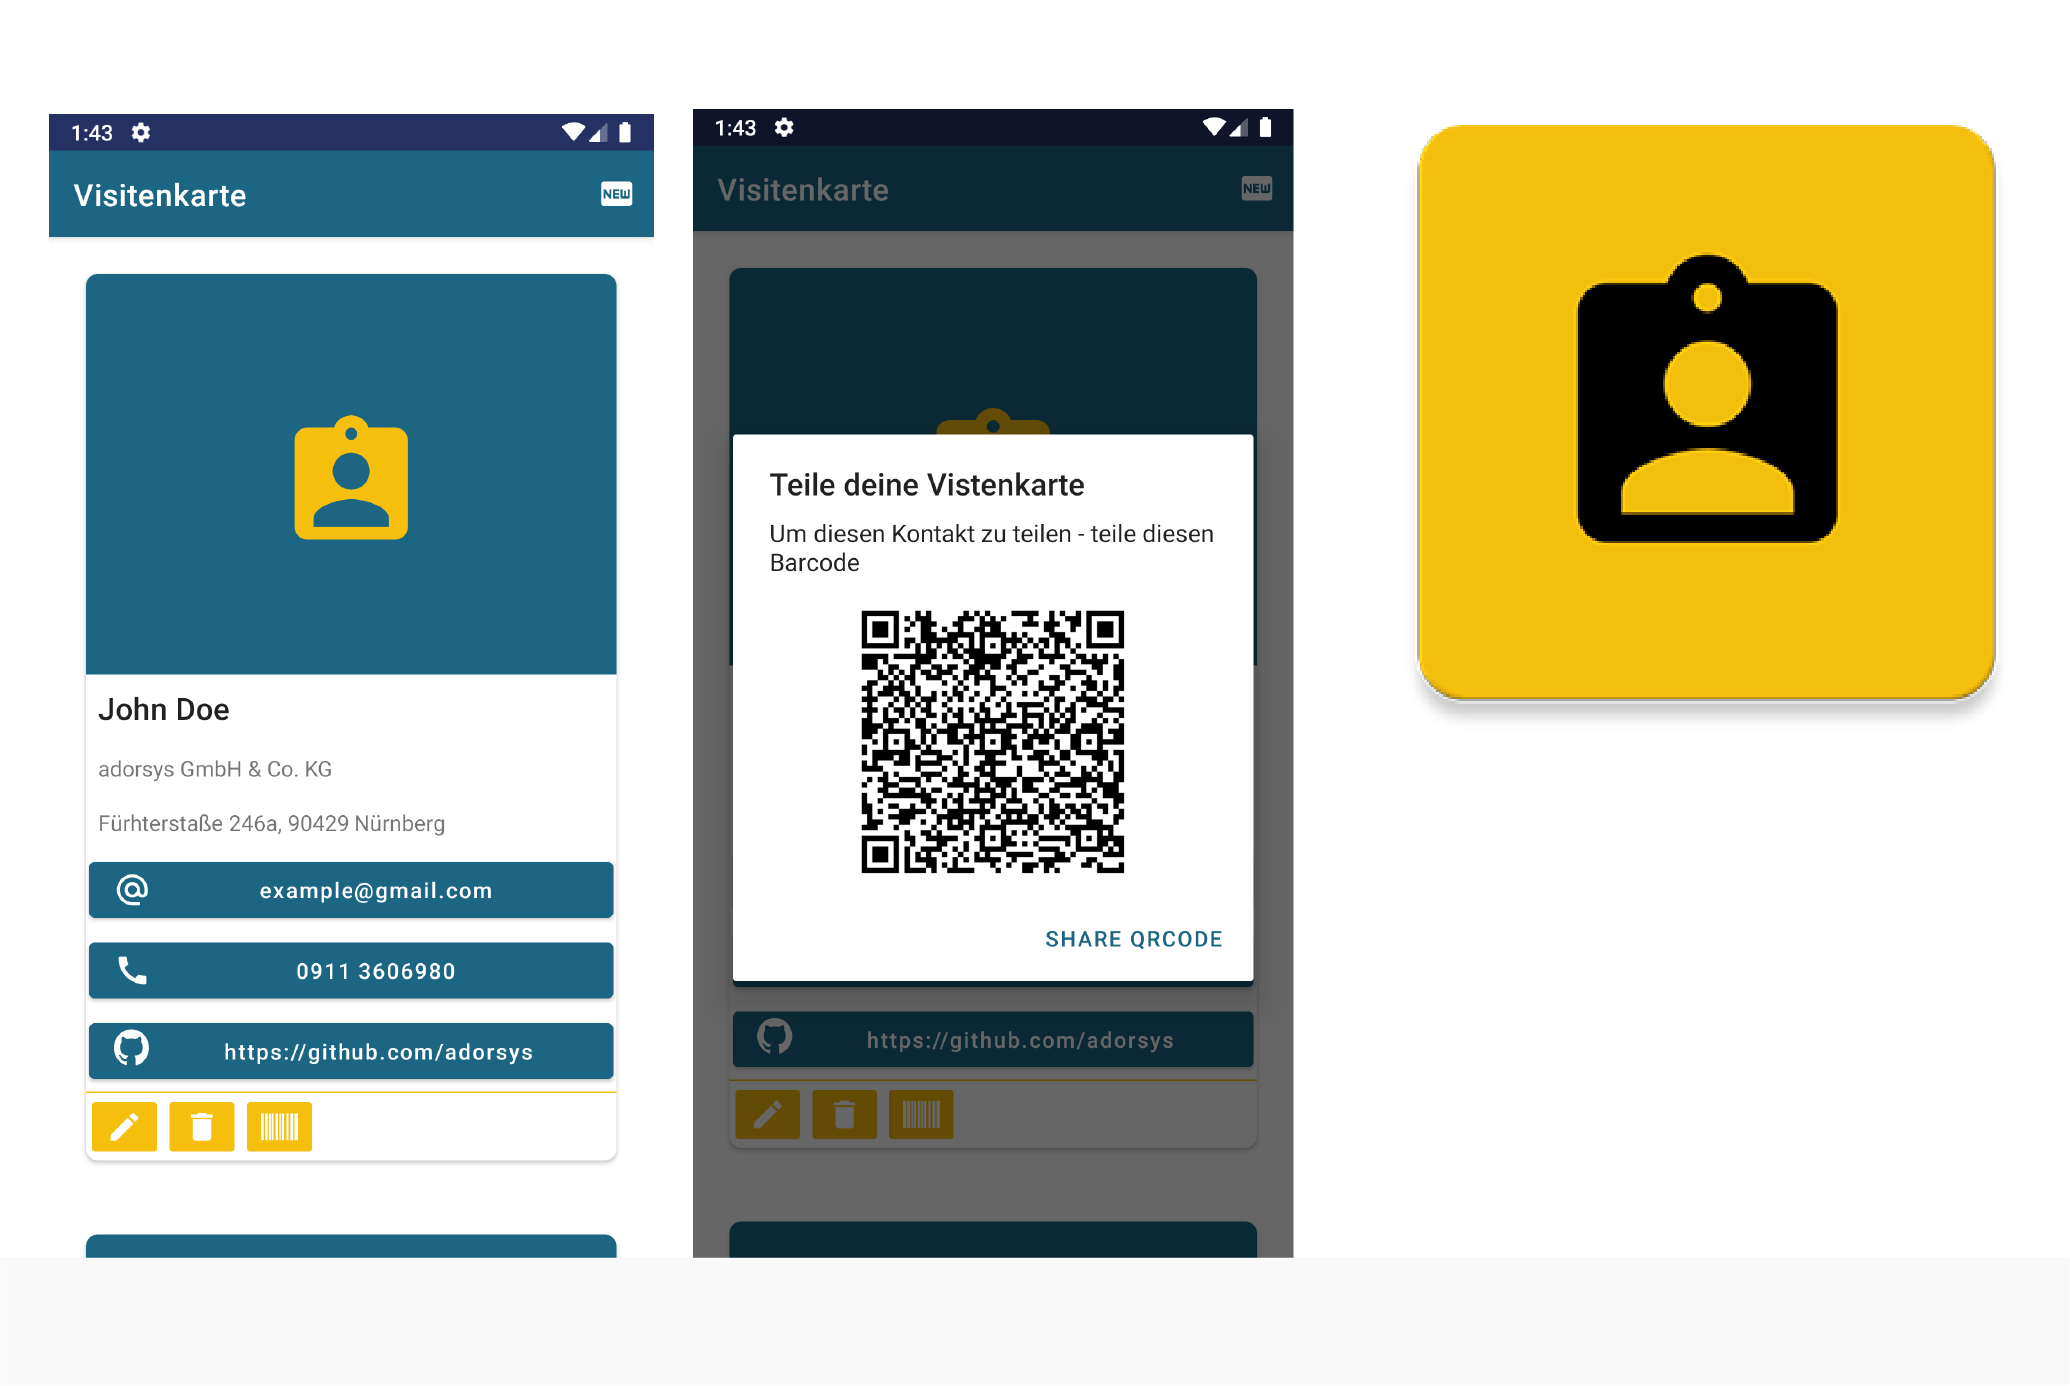 1:43
Visitenkarte
NEW
John Doe
adorsys GmbH & Co. KG
Fürhterstaße 246a, 90429 Nürnberg
example@gmail.com
0911 3606980
https://github.com/adorsys
1:43
Visitenkarte
NEW
Teile deine Vistenkarte
Um diesen Kontakt zu teilen - teile diesen
Barcode
SHARE QRCODE
https://github.com/adorsys